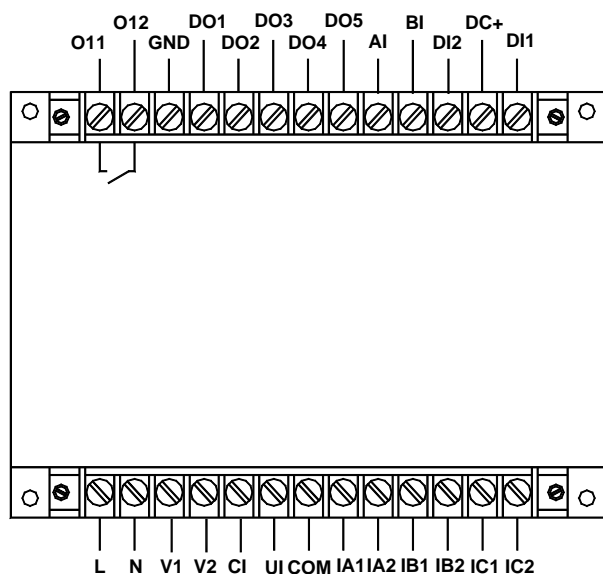 O12 DO1 DO3 DO5 BI DC+
O11 GND DO2 DO4 AI DI2 DI1
L N V1 V2 CI UI COM IA1 IA2 IB1 IB2 IC1 IC2